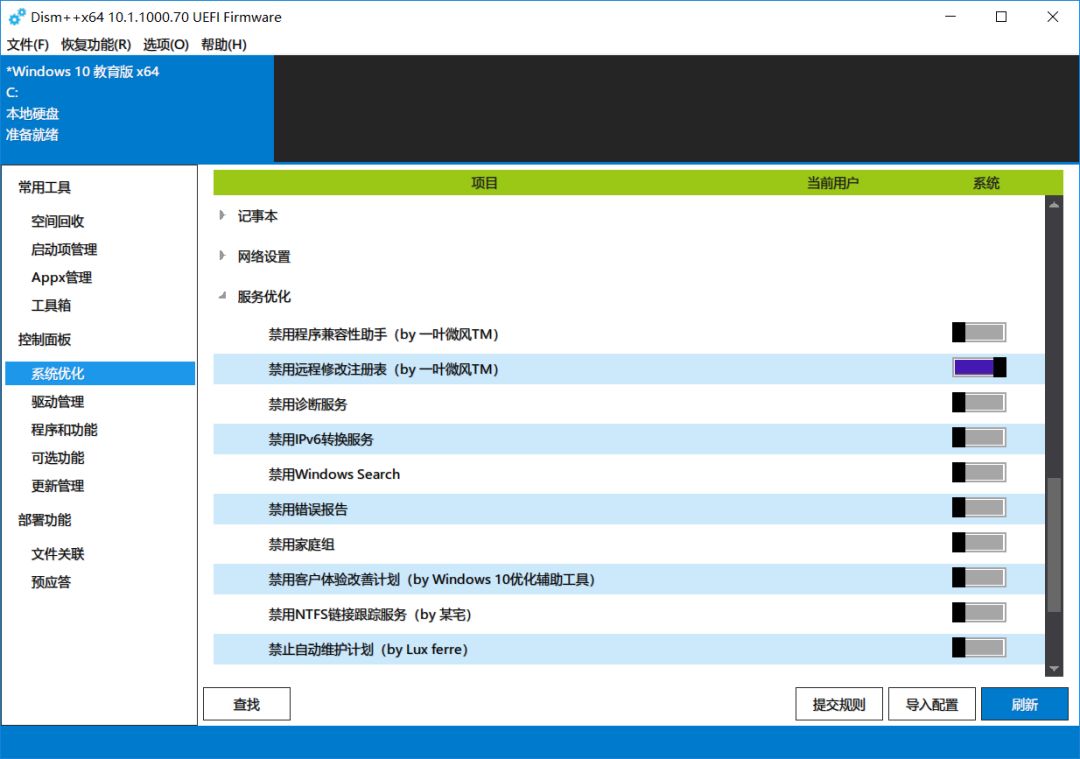 Dism++x64 10.1.1000.70 UEFI Firmware
文件(F) 恢复功能(R) 选项(O) 帮助(H)
*Windows 10 教育版 x64
C:
本地硬盘
准备就绪
常用工具
空间回收
启动项管理
Appx管理
工具箱
控制面板
系统优化
驱动管理
程序和功能
可选功能
更新管理
部署功能
文件关联
预应答
项目 当前用户 系统
记事本
网络设置
服务优化
禁用程序兼容性助手（by 一叶微风TM）
禁用远程修改注册表（by 一叶微风TM）
禁用诊断服务
禁用IPv6转换服务
禁用Windows Search
禁用错误报告
禁用家庭组
禁用客户体验改善计划（by Windows 10优化辅助工具）
禁用NTFS链接跟踪服务（by 某宅）
禁止自动维护计划（by Lux ferre）
查找 提交规则 导入配置 刷新